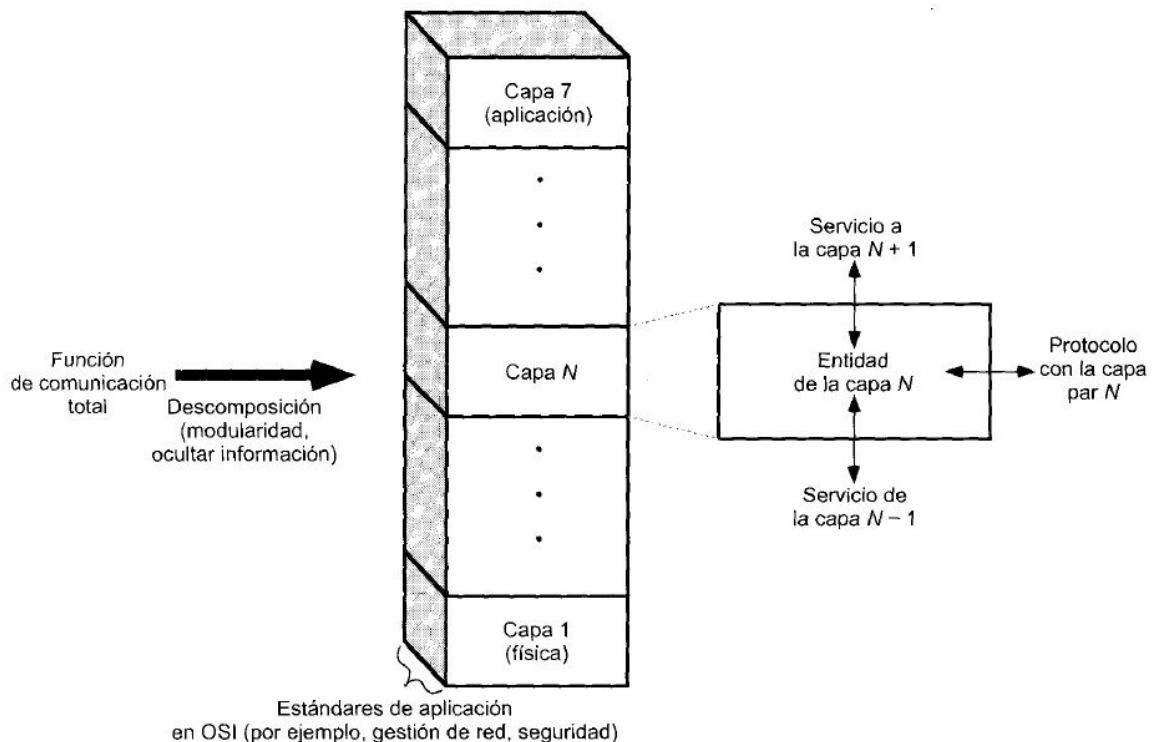 Capa 7
(aplicación)
Servicio a
la capa N + 1
Función
de comunicación
total
Descomposición
(modularidad,
ocultar información)
Capa N
Entidad
de la capa N
Protocolo
con la capa
par N
Servicio de
la capa N – 1
Capa 1
(física)
Estándares de aplicación
en OSI (por ejemplo, gestión de red, seguridad)